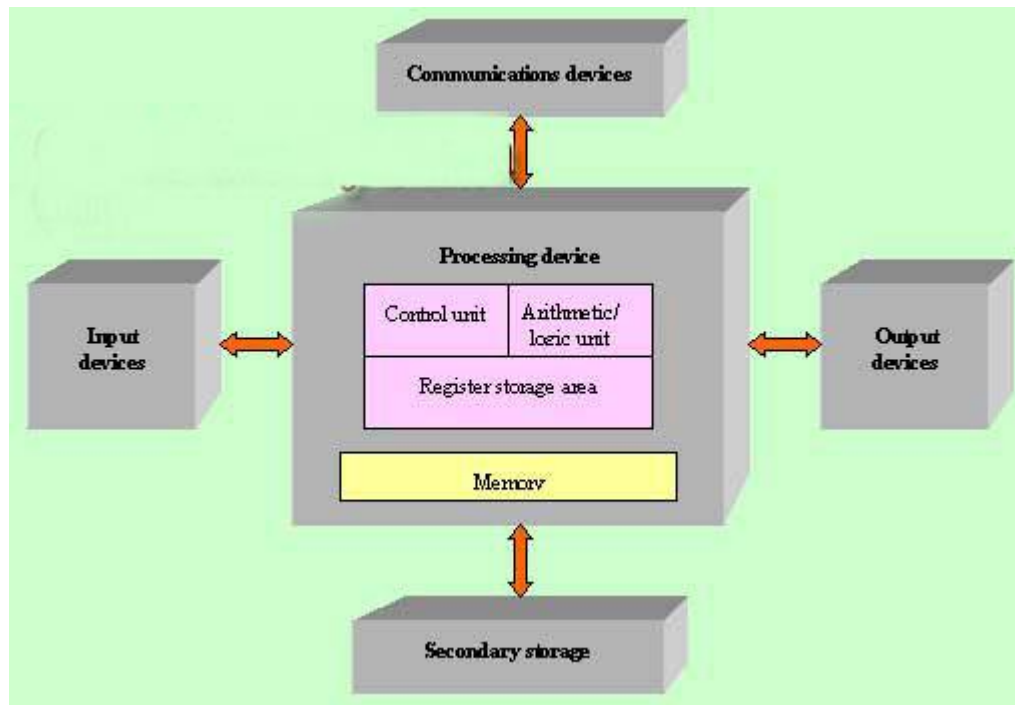 Communications devices
Processing device
Control unit
Arithmetic/
logic unit
Register storage area
Memory
Input
devices
Output
devices
Secondary storage